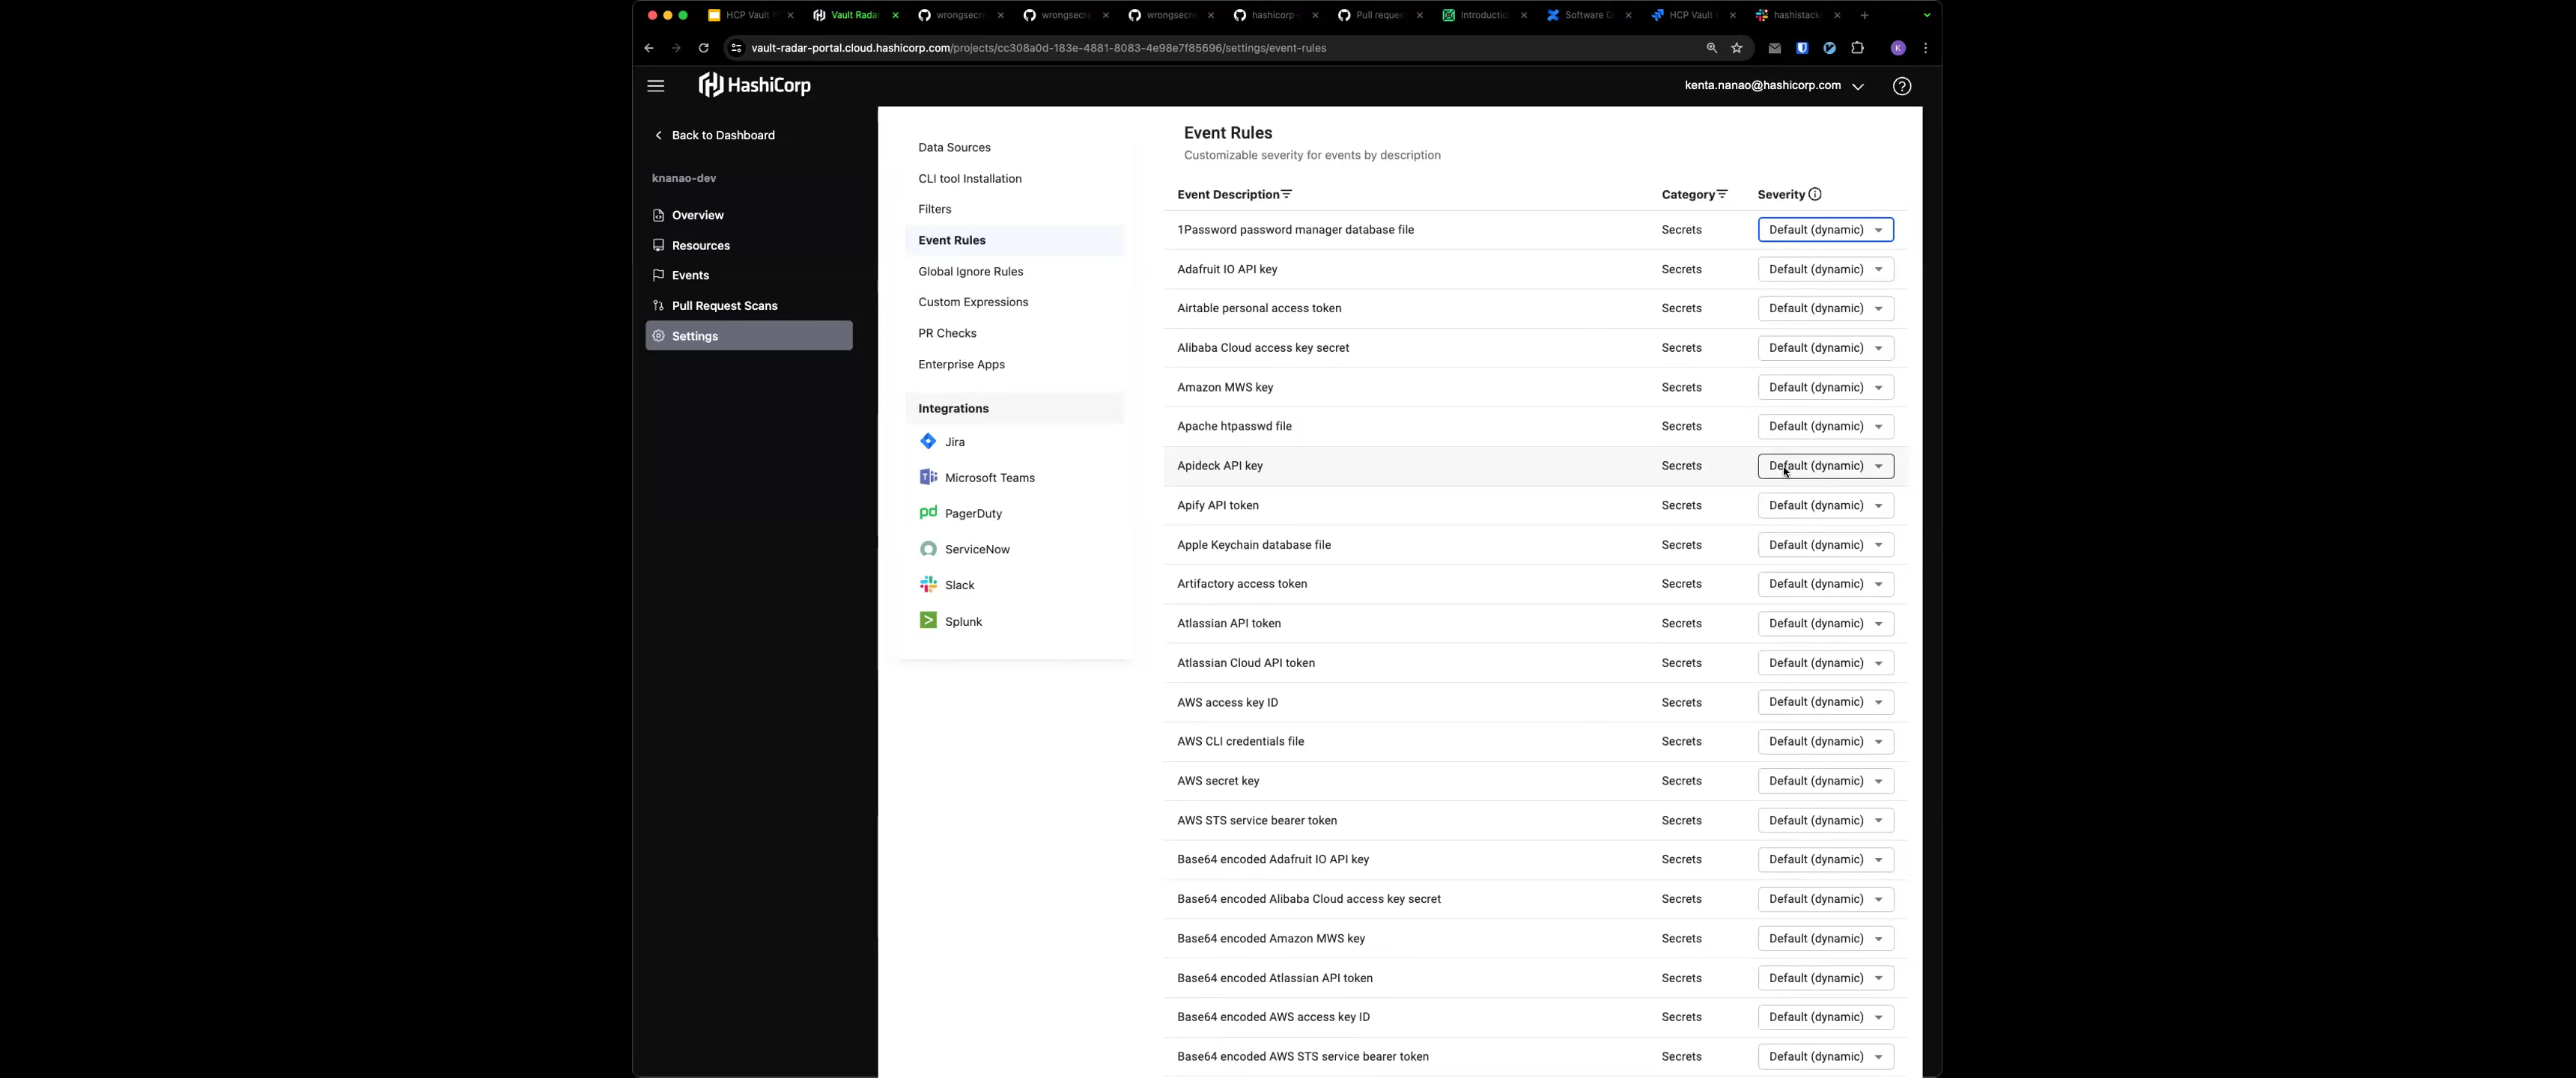 HCP Vault
Vault Rada
wrongsecr
wrongsecre
wrongsecr
hashicorp-
Pull reques
Introductio
Software D
HCP Vault
hashistack
vault-radar-portal.cloud.hashicorp.com/projects/cc308a0d-183e-4881-8083-4e98e7f85696/settings/event-rules
K
HashiCorp
kenta.nanao@hashicorp.com
?
Back to Dashboard
knanao-dev
Overview
Resources
Events
Pull Request Scans
Settings
Data Sources
CLI tool Installation
Filters
Event Rules
Global Ignore Rules
Custom Expressions
PR Checks
Enterprise Apps
Integrations
Jira
Microsoft Teams
PagerDuty
ServiceNow
Slack
Splunk
Event Rules
Customizable severity for events by description
Event Description Category Severity
1Password password manager database file Secrets Default (dynamic)
Adafruit IO API key Secrets Default (dynamic)
Airtable personal access token Secrets Default (dynamic)
Alibaba Cloud access key secret Secrets Default (dynamic)
Amazon MWS key Secrets Default (dynamic)
Apache htpasswd file Secrets Default (dynamic)
Apideck API key Secrets Default (dynamic)
Apify API token Secrets Default (dynamic)
Apple Keychain database file Secrets Default (dynamic)
Artifactory access token Secrets Default (dynamic)
Atlassian API token Secrets Default (dynamic)
Atlassian Cloud API token Secrets Default (dynamic)
AWS access key ID Secrets Default (dynamic)
AWS CLI credentials file Secrets Default (dynamic)
AWS secret key Secrets Default (dynamic)
AWS STS service bearer token Secrets Default (dynamic)
Base64 encoded Adafruit IO API key Secrets Default (dynamic)
Base64 encoded Alibaba Cloud access key secret Secrets Default (dynamic)
Base64 encoded Amazon MWS key Secrets Default (dynamic)
Base64 encoded Atlassian API token Secrets Default (dynamic)
Base64 encoded AWS access key ID Secrets Default (dynamic)
Base64 encoded AWS STS service bearer token Secrets Default (dynamic)